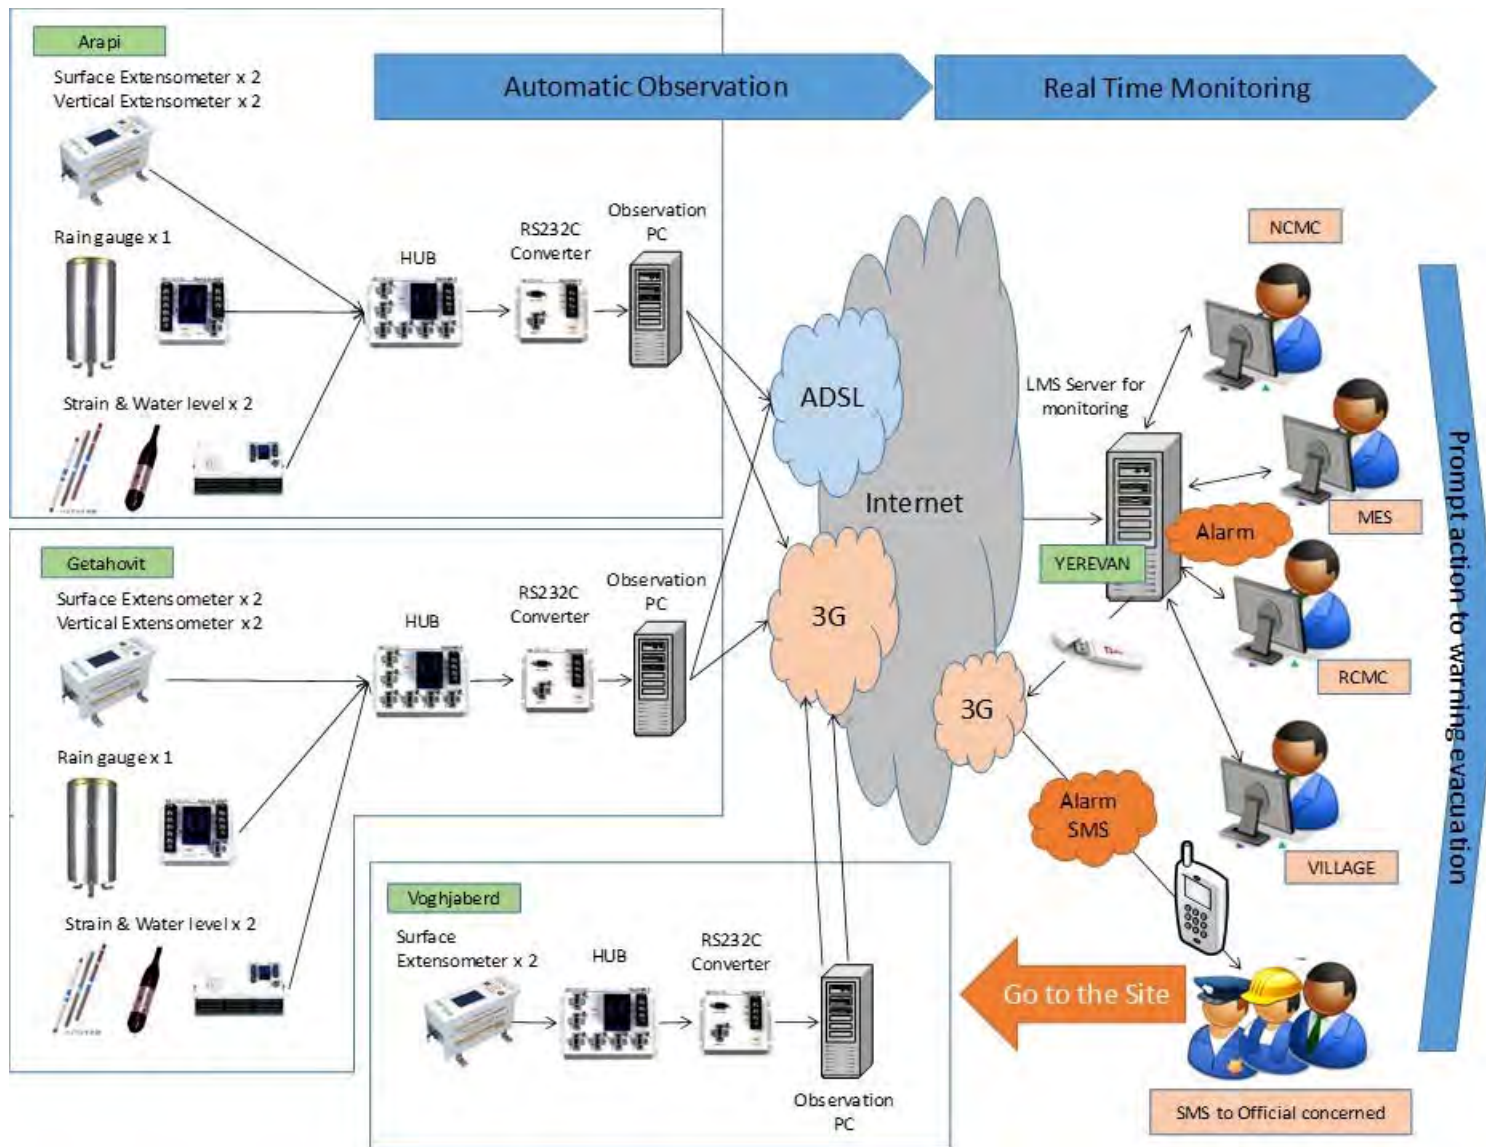 Arapi
Surface Extensometer x 2
Vertical Extensometer x 2
Automatic Observation
Real Time Monitoring
Rain gauge x 1
HUB
RS232C
Converter
Observation
PC
Strain & Water level x 2
ADSL
Internet
3G
LMS Server for
monitoring
YEREVAN
Alarm
NCMC
MES
RCMC
VILLAGE
Prompt action to warning evacuation
Getahovit
Surface Extensometer x 2
Vertical Extensometer x 2
HUB
RS232C
Converter
Observation
PC
Rain gauge x 1
Strain & Water level x 2
3G
Alarm
SMS
Voghjaberd
Surface
Extensometer x 2
HUB
RS232C
Converter
Observation
PC
Go to the Site
SMS to Official concerned